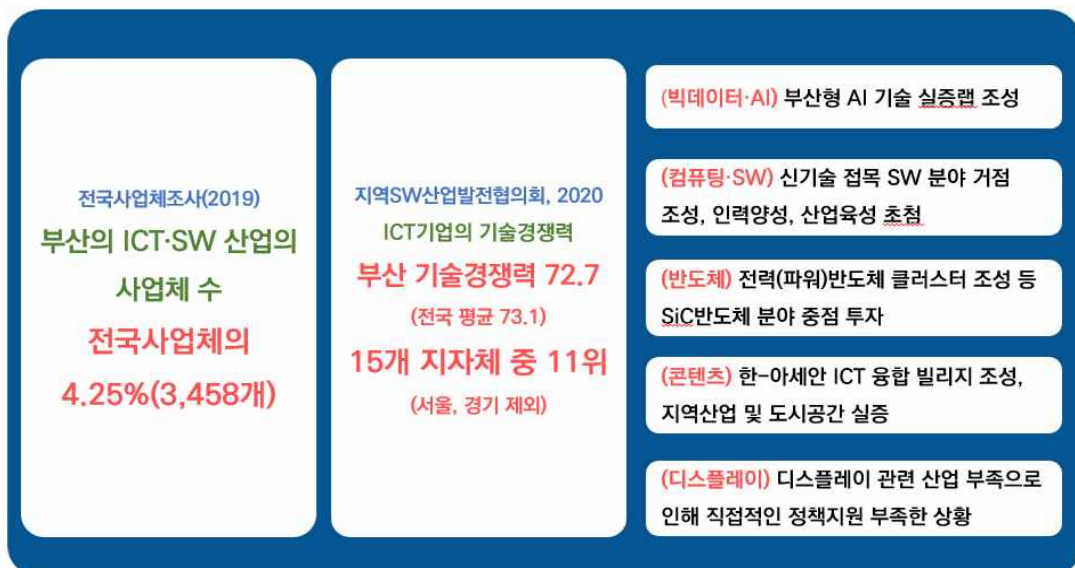 전국사업체조사(2019)
부산의 ICT·SW 산업의
사업체 수
전국사업체의
4.25%(3,458개)
지역SW산업발전협의회, 2020
ICT기업의 기술경쟁력
부산 기술경쟁력 72.7
(전국 평균 73.1)
15개 지자체 중 11위
(서울, 경기 제외)
(빅데이터·AI) 부산형 AI 기술 실증랩 조성
(컴퓨팅·SW) 신기술 접목 SW 분야 거점
조성, 인력양성, 산업육성 초첨
(반도체) 전력(파워)반도체 클러스터 조성 등
SiC반도체 분야 중점 투자
(콘텐츠) 한-아세안 ICT 융합 빌리지 조성,
지역산업 및 도시공간 실증
(디스플레이) 디스플레이 관련 산업 부족으로
인해 직접적인 정책지원 부족한 상황